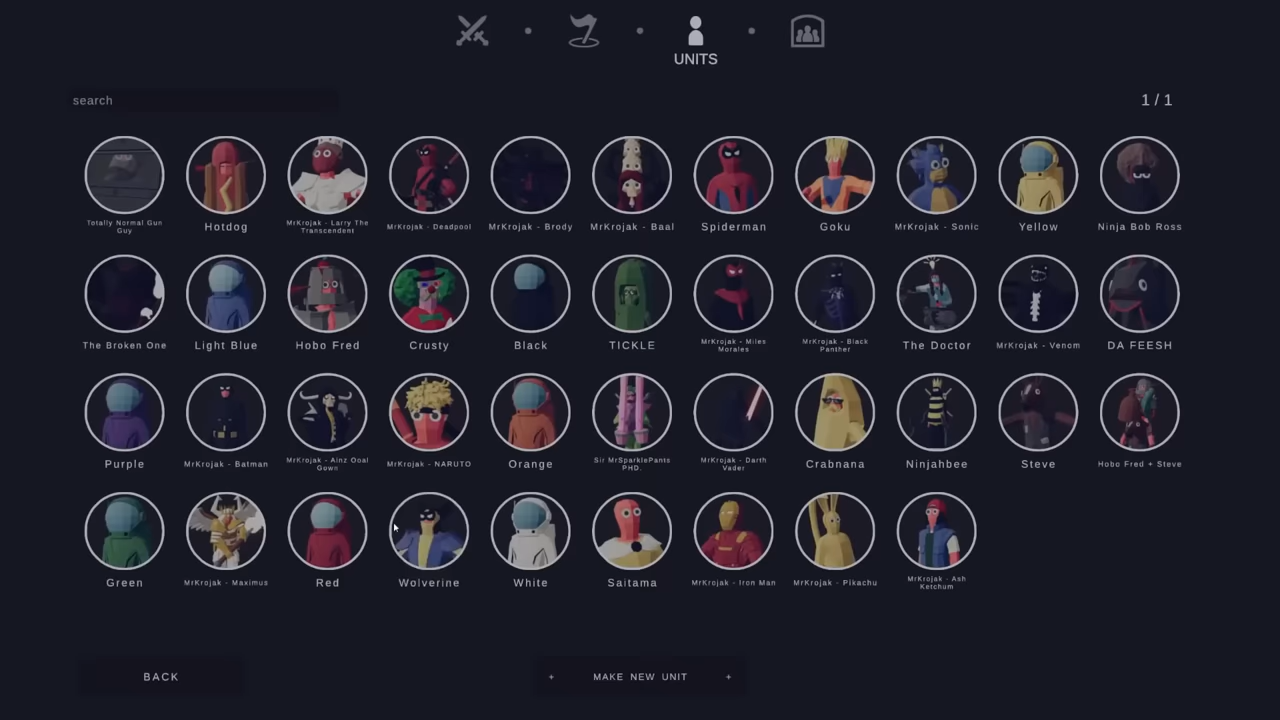 UNITS
search
1 / 1
Totally Normal Gun
Guy
Hotdog
MrKrojak - Larry The
Transcendent
MrKrojak - Deadpool
MrKrojak - Brody
MrKrojak - Baal
Spiderman
Goku
MrKrojak - Sonic
Yellow
Ninja Bob Ross
The Broken One
Light Blue
Hobo Fred
Crusty
Black
TICKLE
MrKrojak - Miles
Morales
MrKrojak - Black
Panther
The Doctor
MrKrojak - Venom
DA FEESH
Purple
MrKrojak - Batman
MrKrojak - Ainz Ooal
Gown
MrKrojak - NARUTO
Orange
Sir MrSparklePants
PHD.
MrKrojak - Darth
Vader
Crabnana
Ninjahbee
Steve
Hobo Fred + Steve
Green
MrKrojak - Maximus
Red
Wolverine
White
Saitama
MrKrojak - Iron Man
MrKrojak - Pikachu
MrKrojak - Ash
Ketchum
BACK
+ MAKE NEW UNIT +